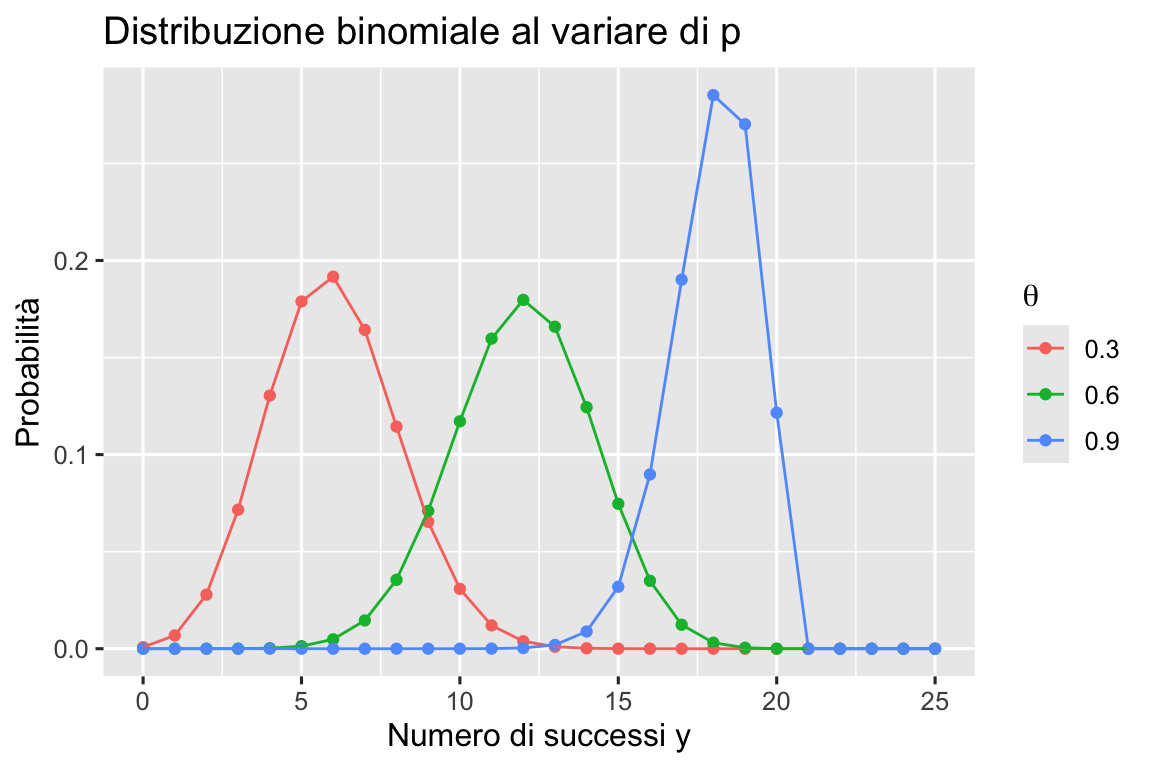 Distribuzione binomiale al variare di p
Probabilità
0.2
0.1
0.0
0 5 10 15 20 25
Numero di successi y
θ
0.3
0.6
0.9